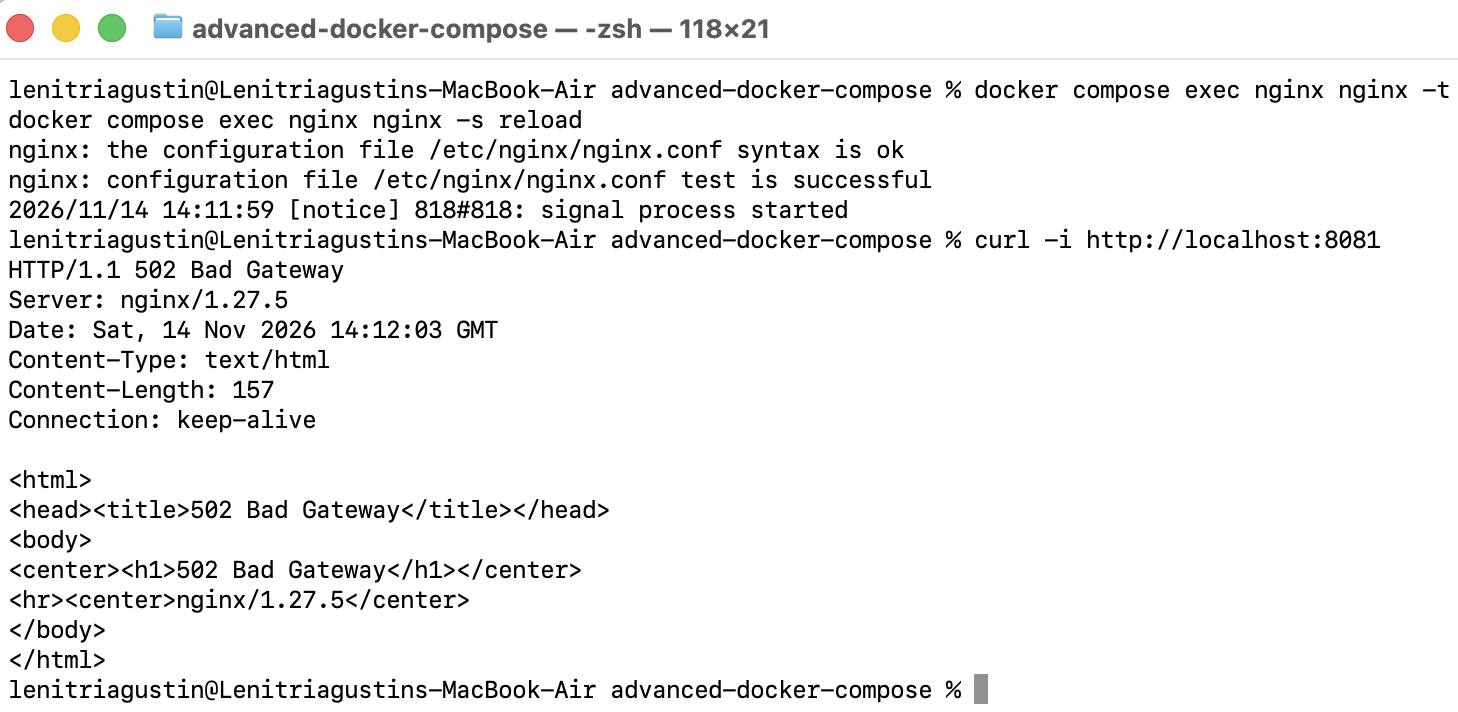 advanced-docker-compose — -zsh — 118×21
lenitriagustin@Lenitriagustins-MacBook-Air advanced-docker-compose % docker compose exec nginx nginx -t
docker compose exec nginx nginx -s reload
nginx: the configuration file /etc/nginx/nginx.conf syntax is ok
nginx: configuration file /etc/nginx/nginx.conf test is successful
2026/11/14 14:11:59 [notice] 818#818: signal process started
lenitriagustin@Lenitriagustins-MacBook-Air advanced-docker-compose % curl -i http://localhost:8081
HTTP/1.1 502 Bad Gateway
Server: nginx/1.27.5
Date: Sat, 14 Nov 2026 14:12:03 GMT
Content-Type: text/html
Content-Length: 157
Connection: keep-alive

<html>
<head><title>502 Bad Gateway</title></head>
<body>
<center><h1>502 Bad Gateway</h1></center>
<hr><center>nginx/1.27.5</center>
</body>
</html>
lenitriagustin@Lenitriagustins-MacBook-Air advanced-docker-compose %